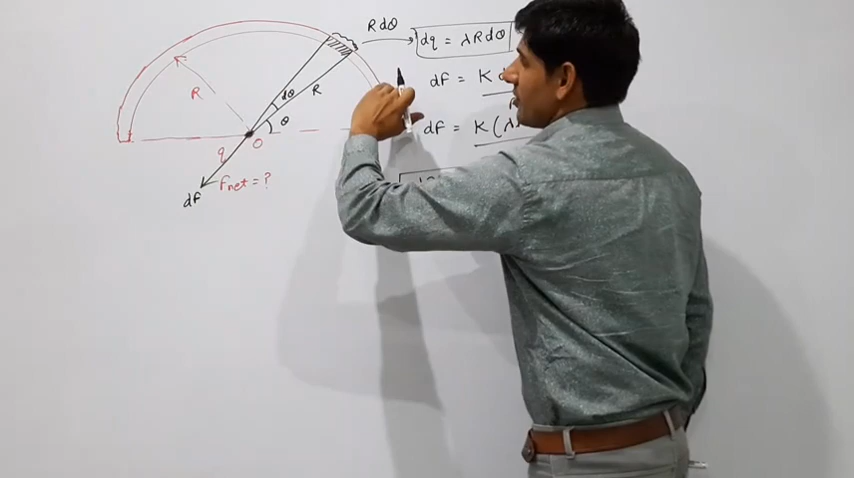 Rdθ
dq = λRdθ
R
dθ
R
dF = K
θ
dF = K(λ
q
O
dF
Fnet = ?